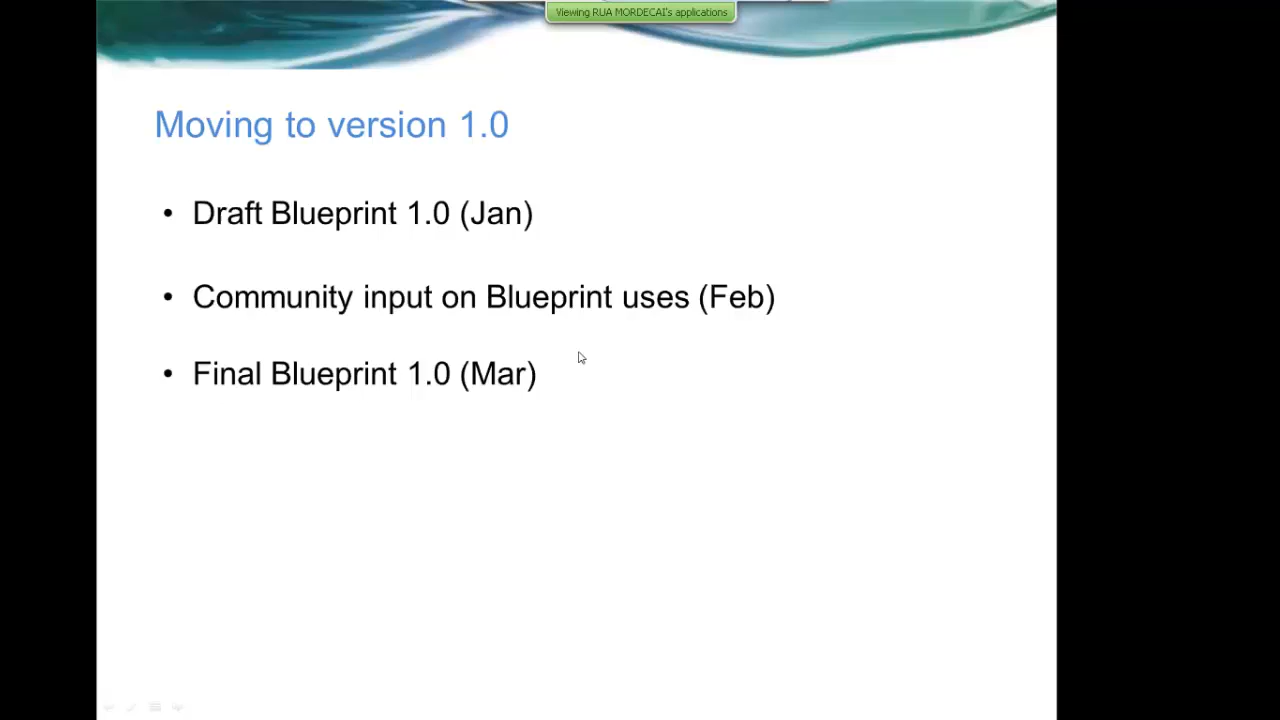 Viewing RUA MORDECAI's applications
Moving to version 1.0
• Draft Blueprint 1.0 (Jan)
• Community input on Blueprint uses (Feb)
• Final Blueprint 1.0 (Mar)